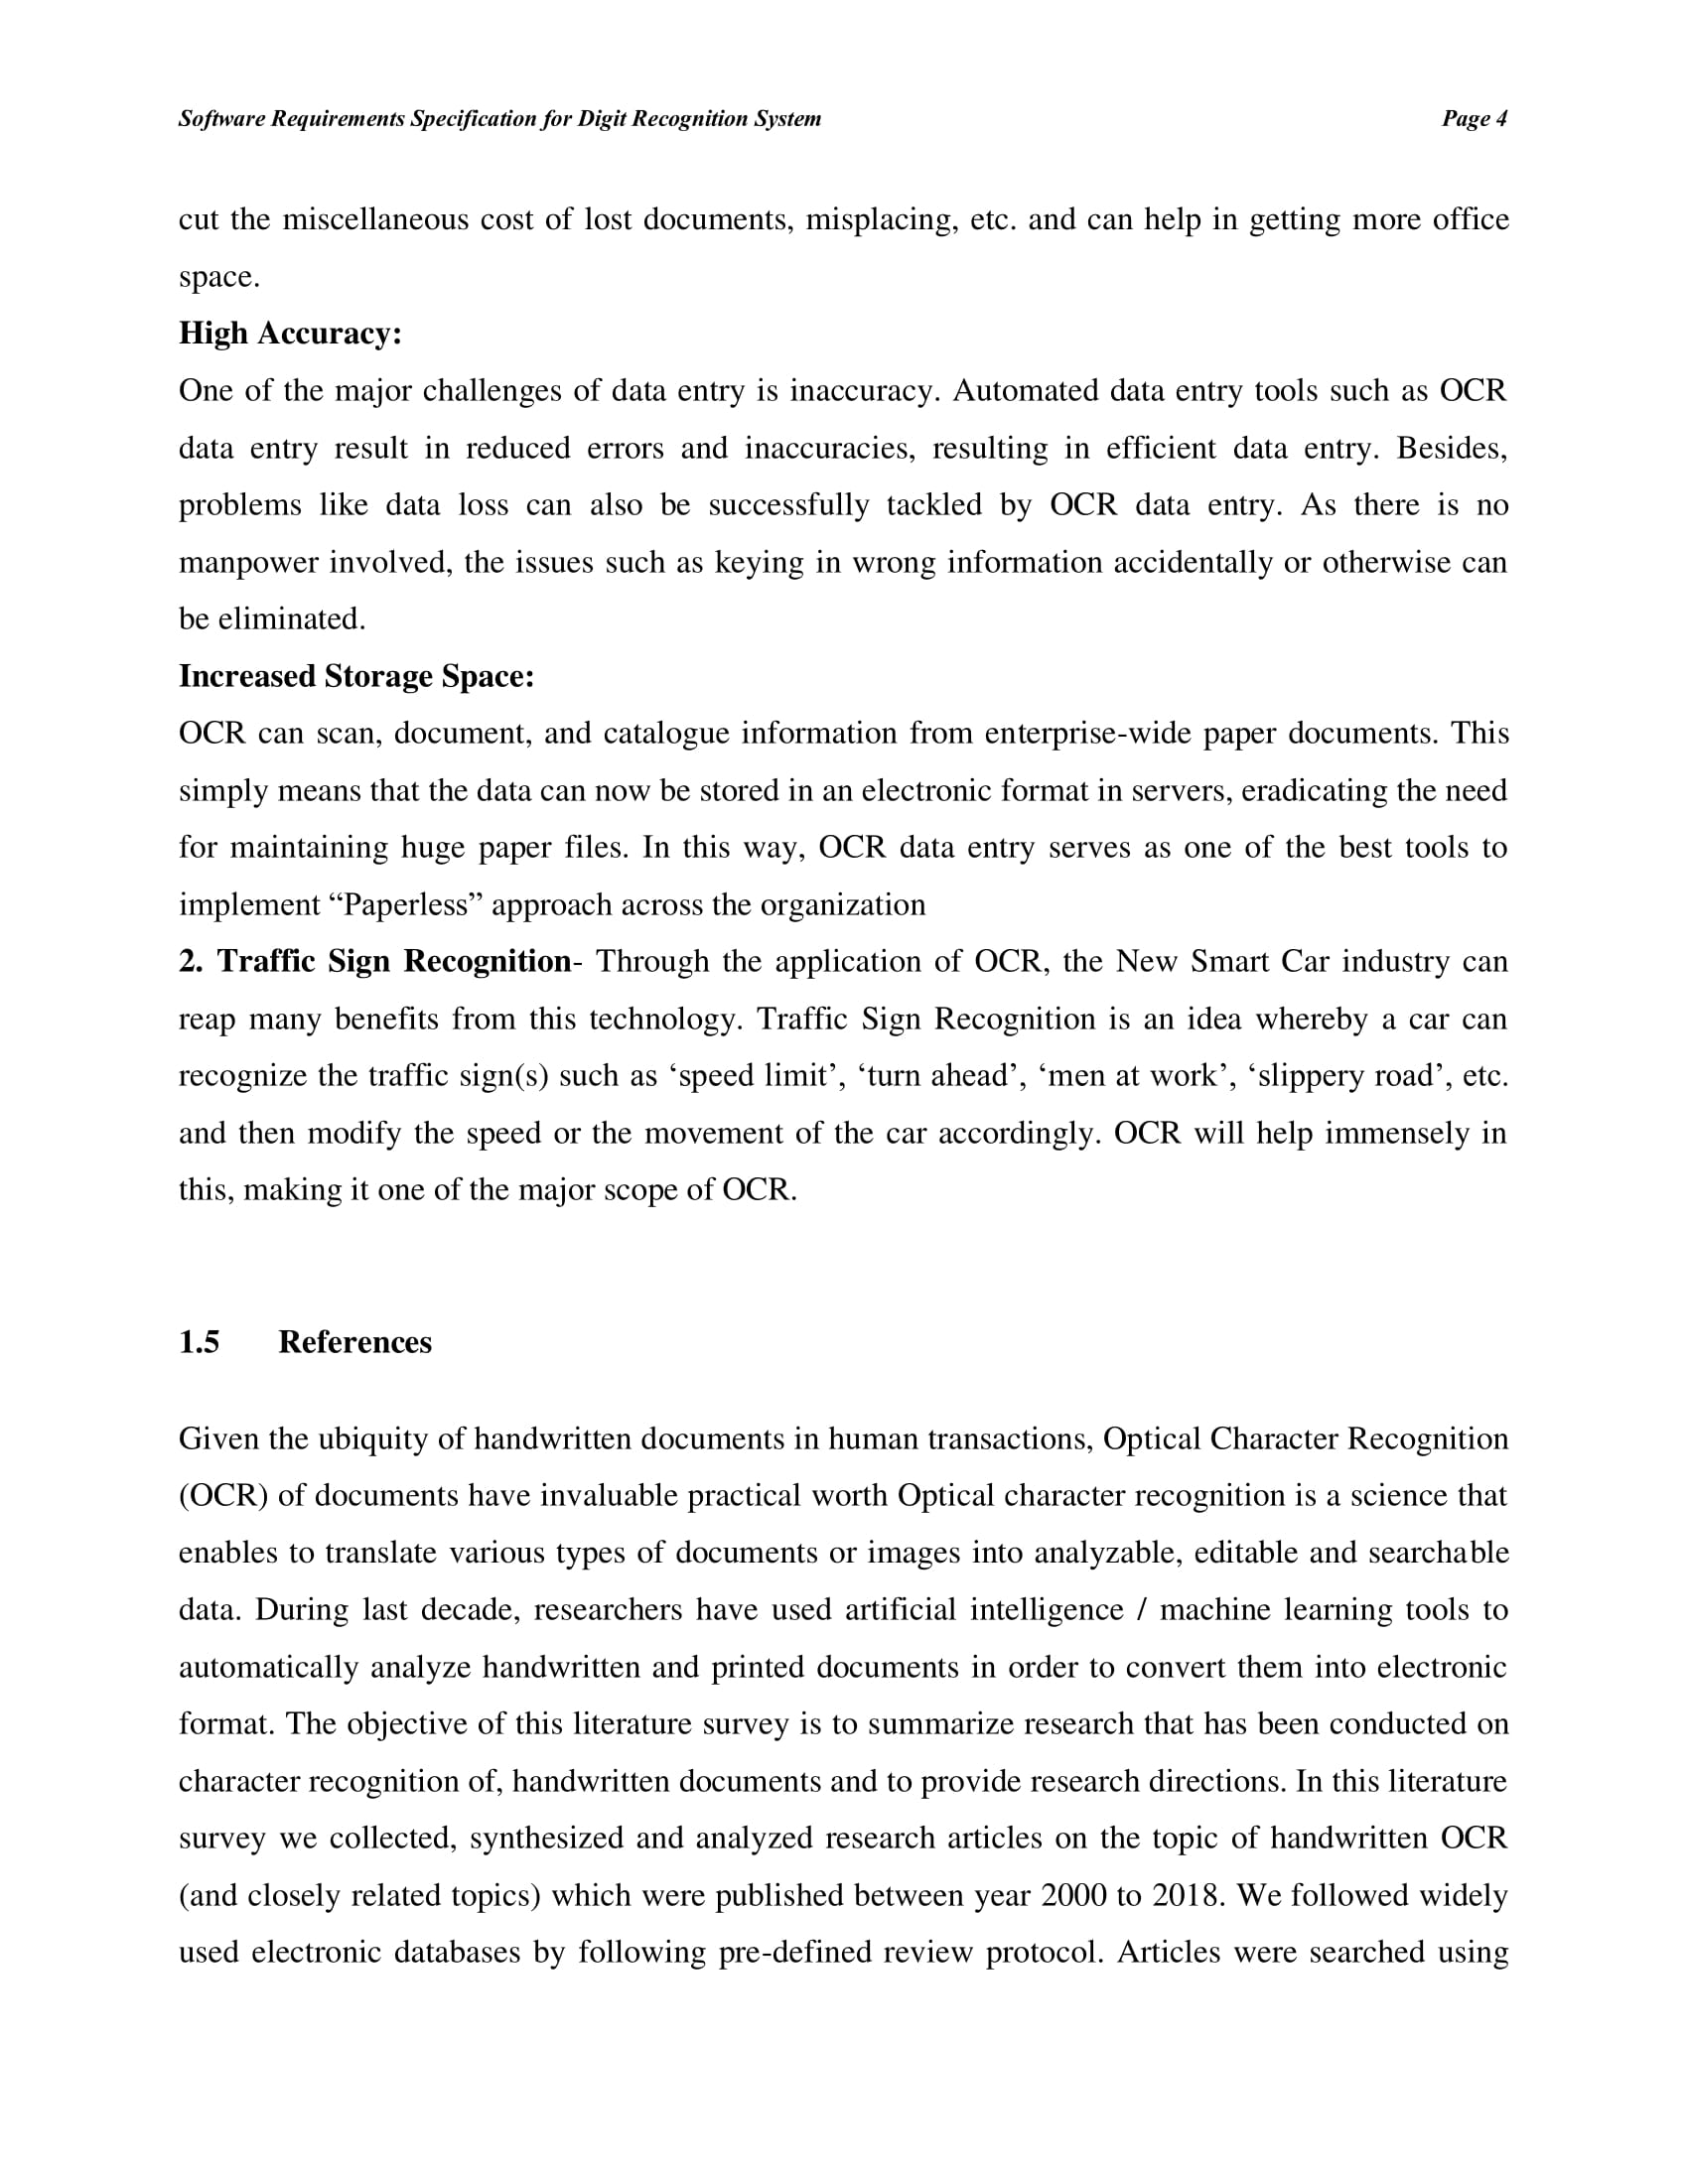 Software Requirements Specification for Digit Recognition System Page 4
cut the miscellaneous cost of lost documents, misplacing, etc. and can help in getting more office
space.
High Accuracy:
One of the major challenges of data entry is inaccuracy. Automated data entry tools such as OCR
data entry result in reduced errors and inaccuracies, resulting in efficient data entry. Besides,
problems like data loss can also be successfully tackled by OCR data entry. As there is no
manpower involved, the issues such as keying in wrong information accidentally or otherwise can
be eliminated.
Increased Storage Space:
OCR can scan, document, and catalogue information from enterprise-wide paper documents. This
simply means that the data can now be stored in an electronic format in servers, eradicating the need
for maintaining huge paper files. In this way, OCR data entry serves as one of the best tools to
implement “Paperless” approach across the organization
2. Traffic Sign Recognition- Through the application of OCR, the New Smart Car industry can
reap many benefits from this technology. Traffic Sign Recognition is an idea whereby a car can
recognize the traffic sign(s) such as ‘speed limit’, ‘turn ahead’, ‘men at work’, ‘slippery road’, etc.
and then modify the speed or the movement of the car accordingly. OCR will help immensely in
this, making it one of the major scope of OCR.
1.5 References
Given the ubiquity of handwritten documents in human transactions, Optical Character Recognition
(OCR) of documents have invaluable practical worth Optical character recognition is a science that
enables to translate various types of documents or images into analyzable, editable and searchable
data. During last decade, researchers have used artificial intelligence / machine learning tools to
automatically analyze handwritten and printed documents in order to convert them into electronic
format. The objective of this literature survey is to summarize research that has been conducted on
character recognition of, handwritten documents and to provide research directions. In this literature
survey we collected, synthesized and analyzed research articles on the topic of handwritten OCR
(and closely related topics) which were published between year 2000 to 2018. We followed widely
used electronic databases by following pre-defined review protocol. Articles were searched using